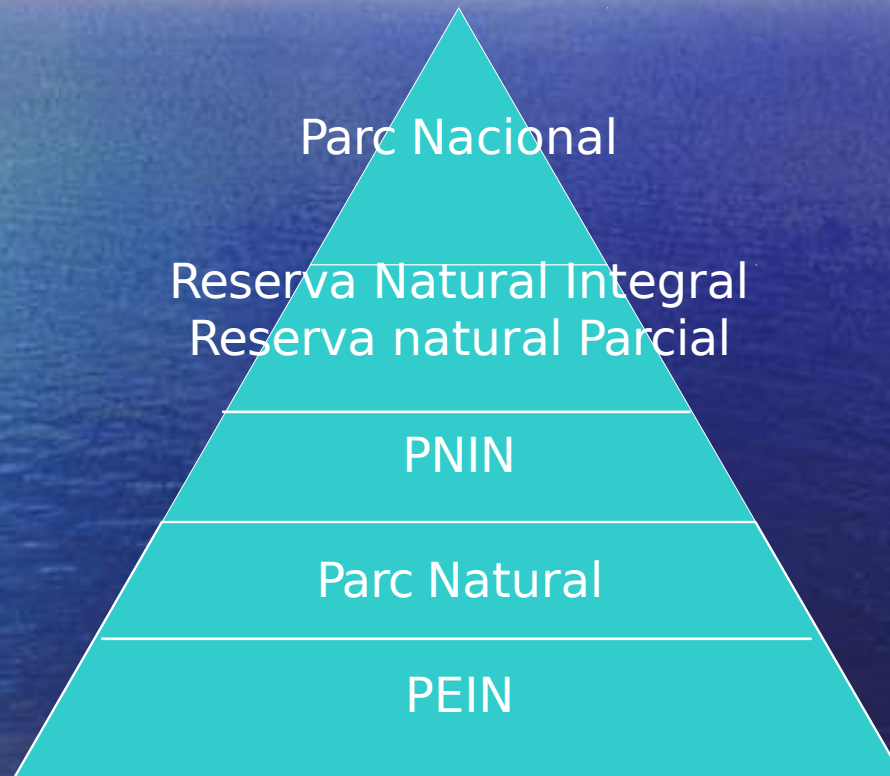 Parc Nacional
Reserva Natural Integral
Reserva natural Parcial
PNIN
Parc Natural
PEIN